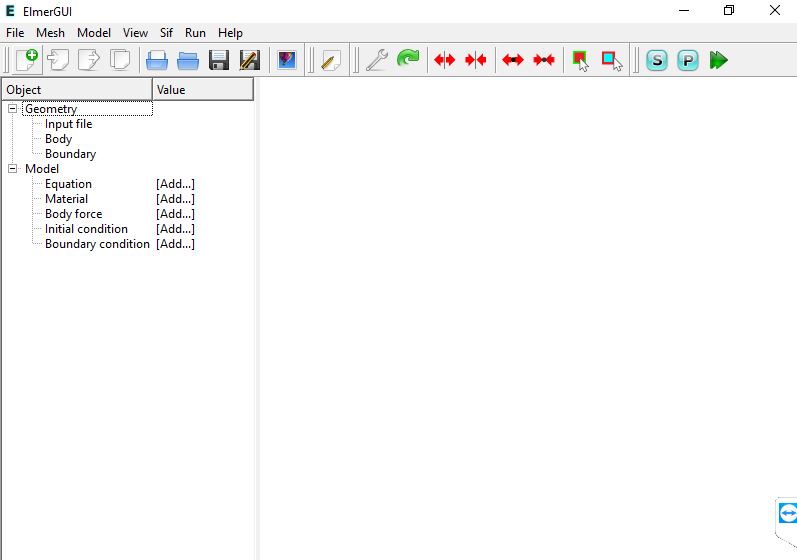 E ElmerGUI
File Mesh Model View Sif Run Help
S P
Object Value
Geometry
Input file
Body
Boundary
Model
Equation [Add...]
Material [Add...]
Body force [Add...]
Initial condition [Add...]
Boundary condition [Add...]